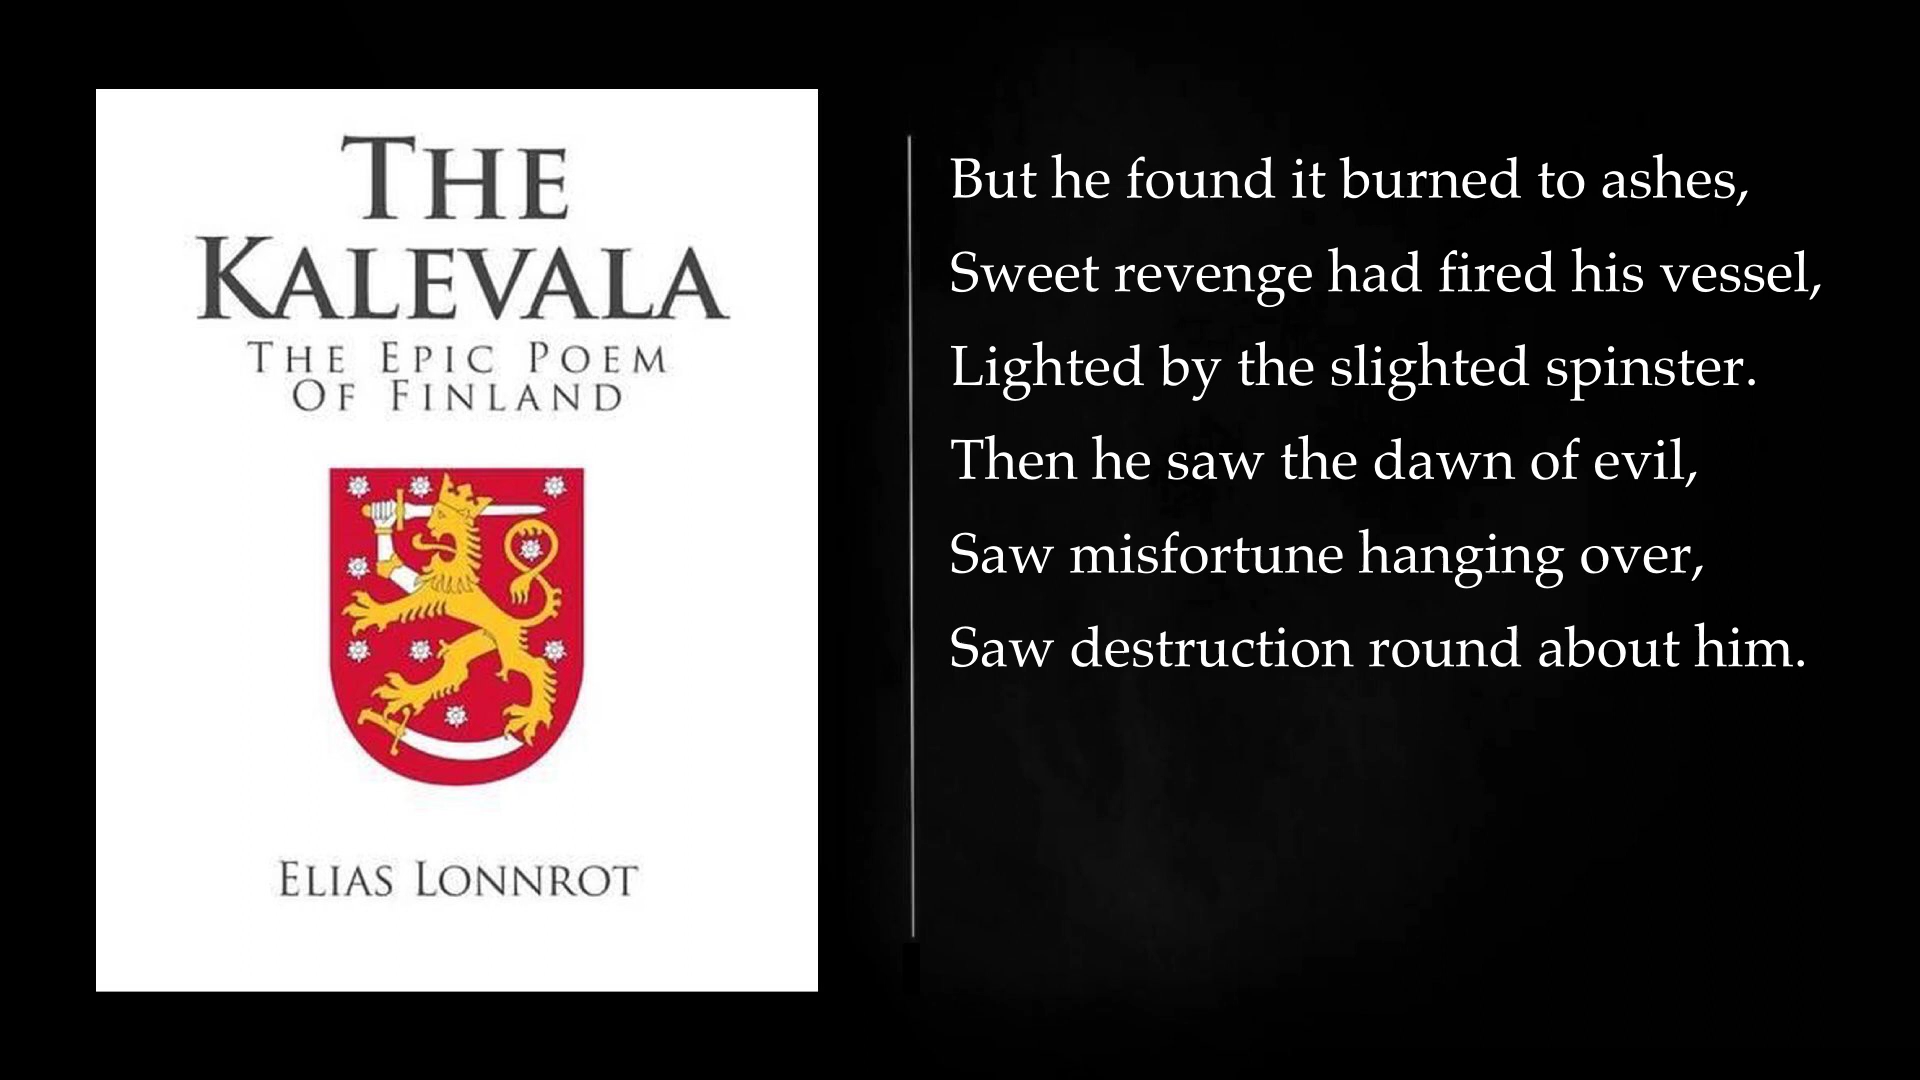 THE
KALEVALA
THE EPIC POEM
OF FINLAND
ELIAS LONNROT
But he found it burned to ashes,
Sweet revenge had fired his vessel,
Lighted by the slighted spinster.
Then he saw the dawn of evil,
Saw misfortune hanging over,
Saw destruction round about him.